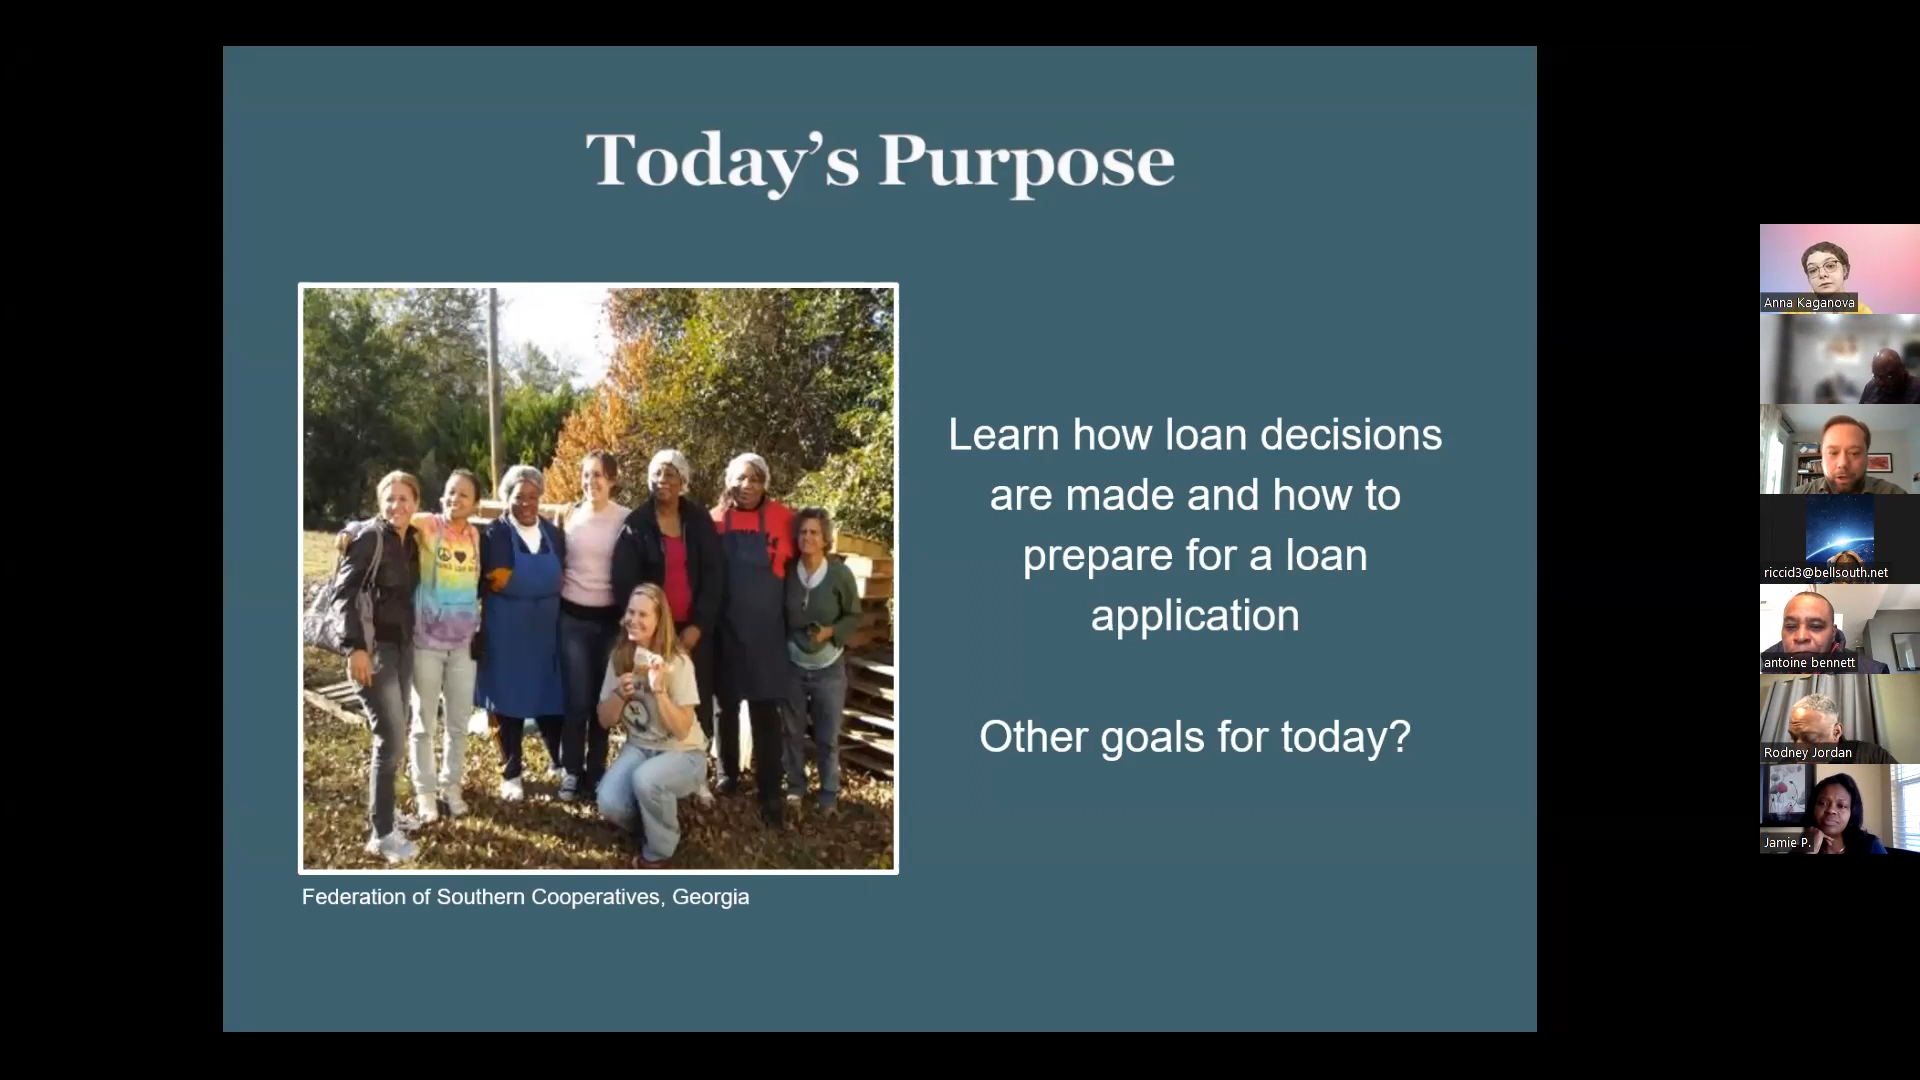 Today’s Purpose
Learn how loan decisions
are made and how to
prepare for a loan
application
Other goals for today?
Federation of Southern Cooperatives, Georgia
Anna Kaganova
riccid3@bellsouth.net
antoine bennett
Rodney Jordan
Jamie P.